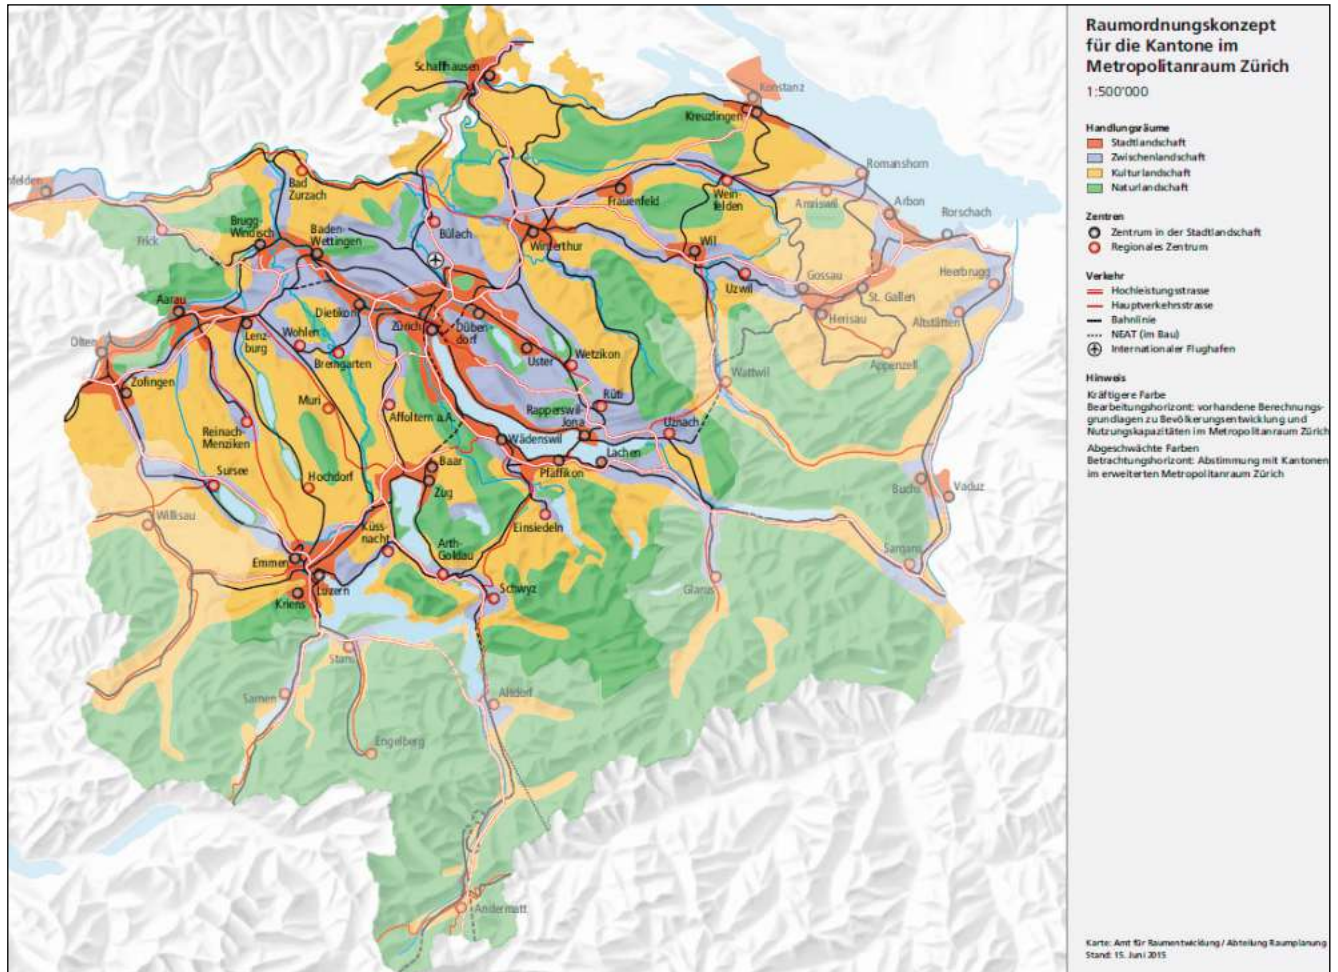 Raumordnungskonzept
für die Kantone im
Metropolitanraum Zürich
1:500'000
Handlungsräume
Stadtlandschaft
Zwischenlandschaft
Kulturlandschaft
Naturlandschaft
Zentren
Zentrum in der Stadtlandschaft
Regionales Zentrum
Verkehr
Hochleistungsstrasse
Hauptverkehrsstrasse
Bahnlinie
NEAT (im Bau)
Internationaler Flughafen
Hinweis
Kräftigere Farbe
Bearbeitungshorizont: vorhandene Berechnungs-
grundlagen zu Bevölkerungsentwicklung und
Nutzungskapazitäten im Metropolitanraum Zürich
Abgeschwächte Farben
Betrachtungshorizont: Abstimmung mit Kantonen
im erweiterten Metropolitanraum Zürich
Karte: Amt für Raumentwicklung / Abteilung Raumplanung
Stand: 15. Juni 2015
Schaffhausen
Konstanz
Kreuzlingen
Romanshorn
nfelden
Bad
Zurzach
Frauenfeld
Wein-
felden
Amriswil
Arbon
Rorschach
Frick
Brugg-
Windisch
Baden-
Wettingen
Bülach
Winterthur
Wil
Uzwil
Gossau
St. Gallen
Heerbrugg
Herisau
Altstätten
Appenzell
Aarau
Olten
Lenz-
burg
Wohlen
Dietikon
Bremgarten
Zürich
Düben-
dorf
Uster
Wetzikon
Wattwil
Zofingen
Reinach-
Menziken
Muri
Affoltern a.A.
Rapperswil-
Jona
Rüti
Uznach
Wädenswil
Pfäffikon
Lachen
Sursee
Hochdorf
Baar
Zug
Einsiedeln
Buchs
Vaduz
Willisau
Küss-
nacht
Arth-
Goldau
Sargans
Emmen
Luzern
Kriens
Schwyz
Glarus
Stans
Sarnen
Altdorf
Engelberg
Andermatt